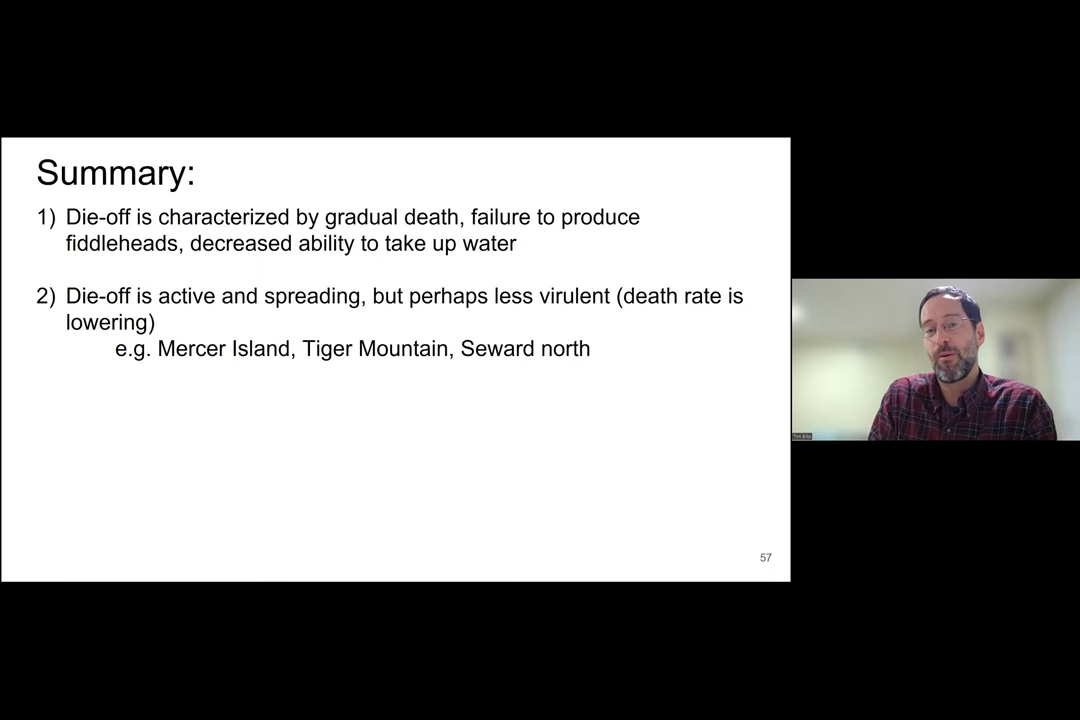 Summary:
1) Die-off is characterized by gradual death, failure to produce
fiddleheads, decreased ability to take up water
2) Die-off is active and spreading, but perhaps less virulent (death rate is
lowering)
e.g. Mercer Island, Tiger Mountain, Seward north
57